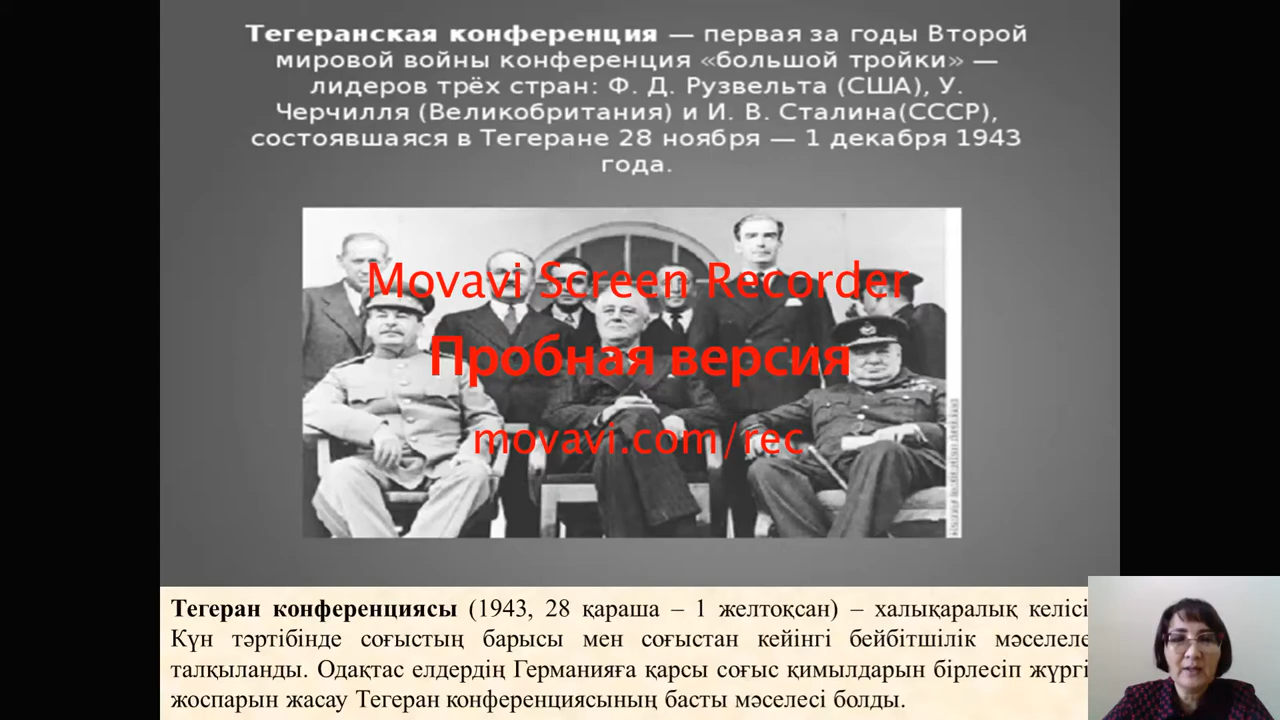 Тегеранская конференция — первая за годы Второй
мировой войны конференция «большой тройки» —
лидеров трёх стран: Ф. Д. Рузвельта (США), У.
Черчилля (Великобритания) и И. В. Сталина(СССР),
состоявшаяся в Тегеране 28 ноября — 1 декабря 1943
года.
Movavi Screen Recorder
Пробная версия
movavi.com/rec
Тегеран конференциясы (1943, 28 қараша – 1 желтоқсан) – халықаралық келісі
Күн тәртібінде соғыстың барысы мен соғыстан кейінгі бейбітшілік мәселеле
талқыланды. Одақтас елдердің Германияға қарсы соғыс қимылдарын бірлесіп жүргі
жоспарын жасау Тегеран конференциясының басты мәселесі болды.